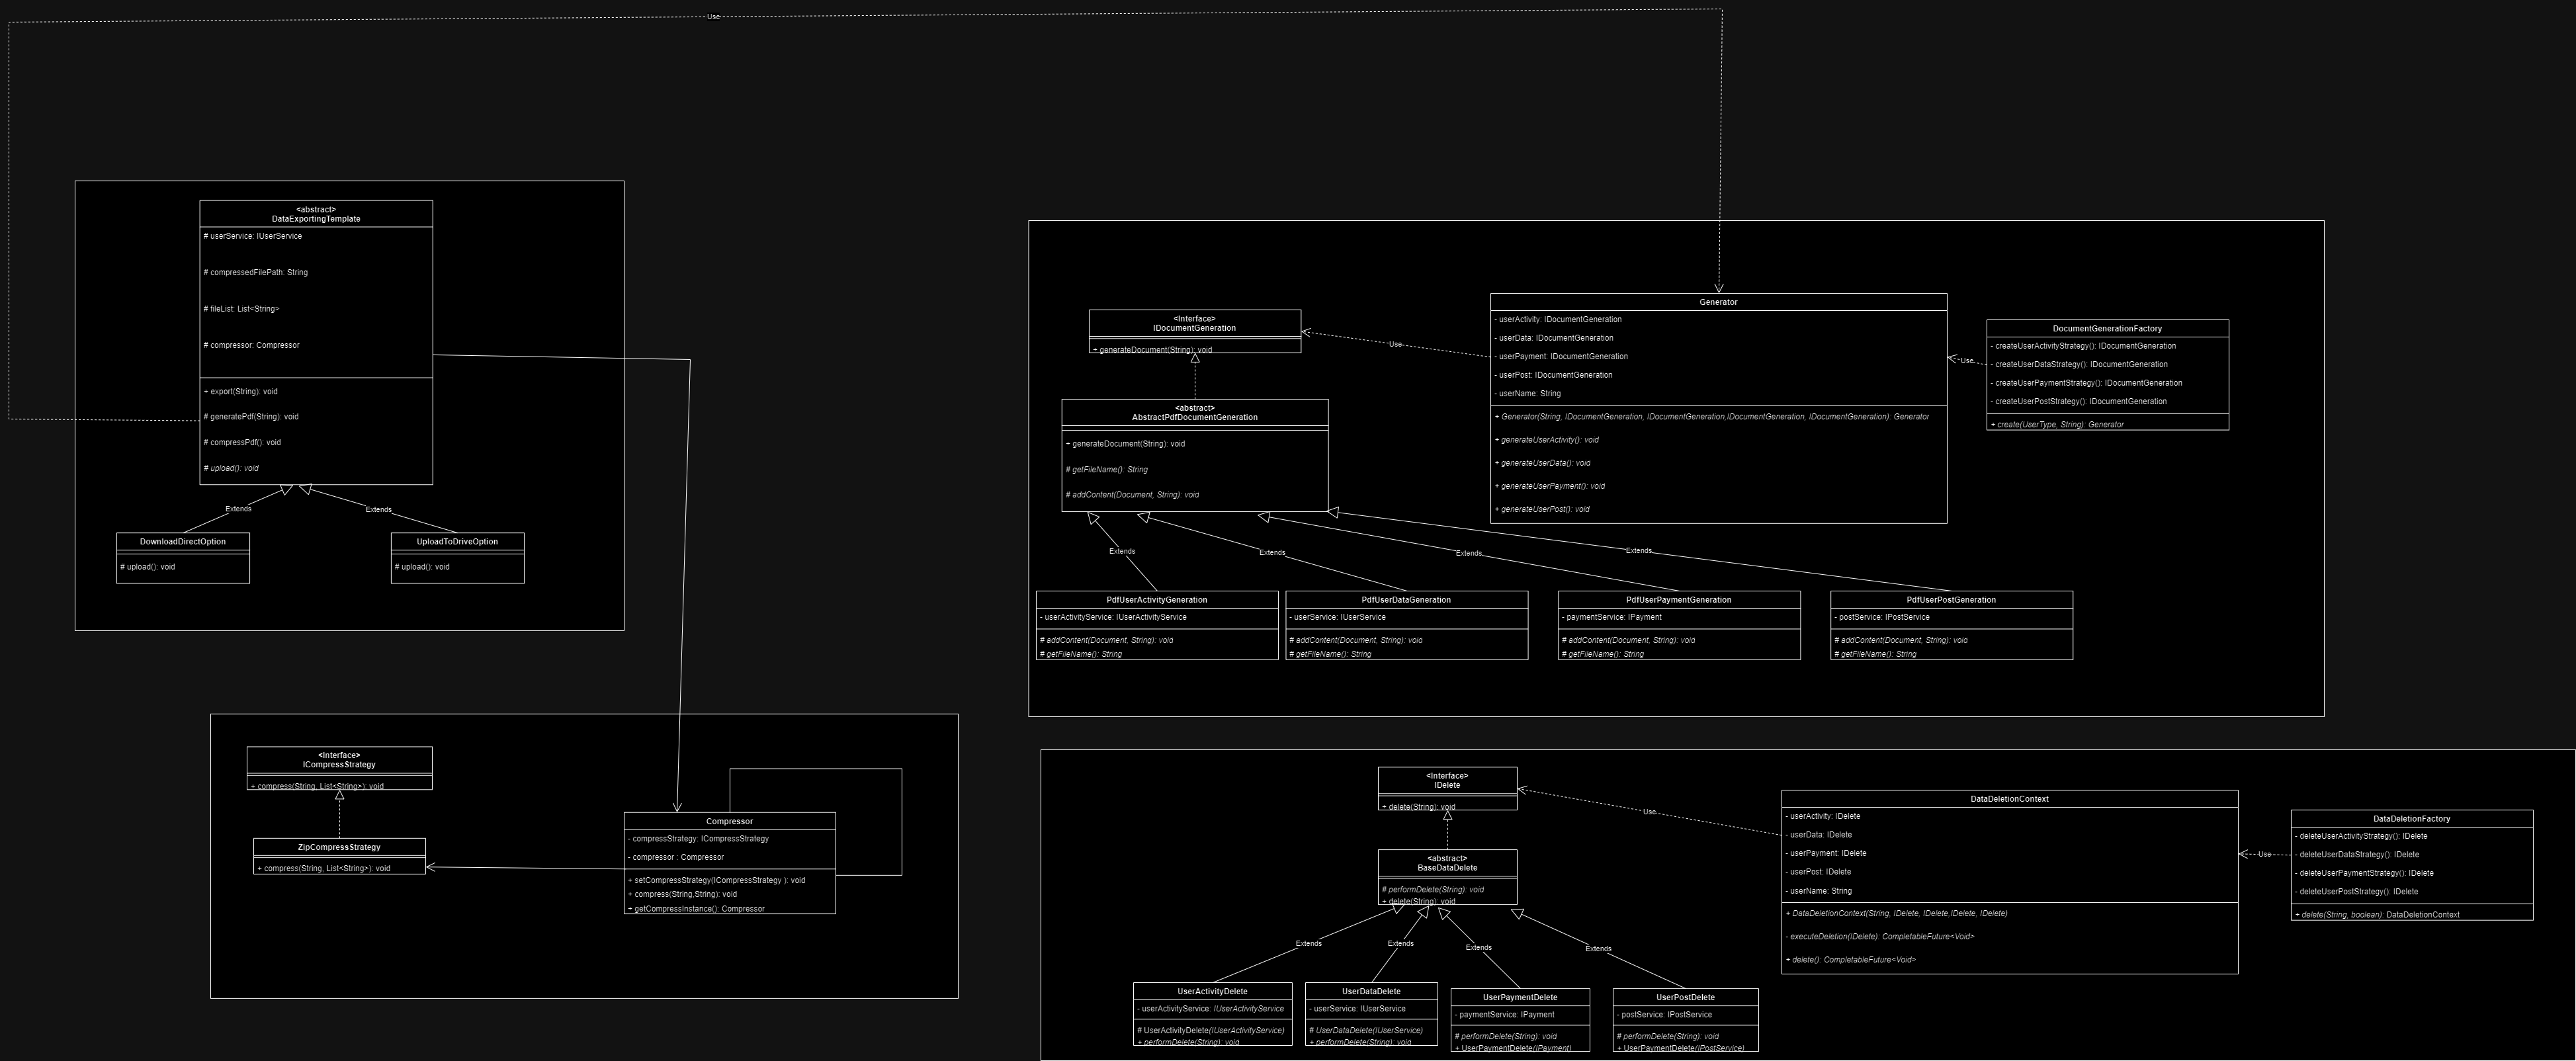 Use
<abstract>
DataExportingTemplate
# userService: IUserService
# compressedFilePath: String
# fileList: List<String>
# compressor: Compressor
+ export(String): void
# generatePdf(String): void
# compressPdf(): void
# upload(): void
Extends
Extends
DownloadDirectOption
# upload(): void
UploadToDriveOption
# upload(): void
<Interface>
IDocumentGeneration
+ generateDocument(String): void
Use
<abstract>
AbstractPdfDocumentGeneration
+ generateDocument(String): void
# getFileName(): String
# addContent(Document, String): void
Generator
- userActivity: IDocumentGeneration
- userData: IDocumentGeneration
- userPayment: IDocumentGeneration
- userPost: IDocumentGeneration
- userName: String
+ Generator(String, IDocumentGeneration, IDocumentGeneration,IDocumentGeneration, IDocumentGeneration): Generator
+ generateUserActivity(): void
+ generateUserData(): void
+ generateUserPayment(): void
+ generateUserPost(): void
Use
DocumentGenerationFactory
- createUserActivityStrategy(): IDocumentGeneration
- createUserDataStrategy(): IDocumentGeneration
- createUserPaymentStrategy(): IDocumentGeneration
- createUserPostStrategy(): IDocumentGeneration
+ create(UserType, String): Generator
Extends
Extends
Extends
Extends
PdfUserActivityGeneration
- userActivityService: IUserActivityService
# addContent(Document, String): void
# getFileName(): String
PdfUserDataGeneration
- userService: IUserService
# addContent(Document, String): void
# getFileName(): String
PdfUserPaymentGeneration
- paymentService: IPayment
# addContent(Document, String): void
# getFileName(): String
PdfUserPostGeneration
- postService: IPostService
# addContent(Document, String): void
# getFileName(): String
<Interface>
ICompressStrategy
+ compress(String, List<String>): void
ZipCompressStrategy
+ compress(String, List<String>): void
Compressor
- compressStrategy: ICompressStrategy
- compressor : Compressor
+ setCompressStrategy(ICompressStrategy ): void
+ compress(String,String): void
+ getCompressInstance(): Compressor
<Interface>
IDelete
+ delete(String): void
Use
<abstract>
BaseDataDelete
# performDelete(String): void
+ delete(String): void
DataDeletionContext
- userActivity: IDelete
- userData: IDelete
- userPayment: IDelete
- userPost: IDelete
- userName: String
+ DataDeletionContext(String, IDelete, IDelete,IDelete, IDelete)
- executeDeletion(IDelete): CompletableFuture<Void>
+ delete(): CompletableFuture<Void>
Use
DataDeletionFactory
- deleteUserActivityStrategy(): IDelete
- deleteUserDataStrategy(): IDelete
- deleteUserPaymentStrategy(): IDelete
- deleteUserPostStrategy(): IDelete
+ delete(String, boolean): DataDeletionContext
Extends
Extends
Extends
Extends
UserActivityDelete
- userActivityService: IUserActivityService
# UserActivityDelete(IUserActivityService)
+ performDelete(String): void
UserDataDelete
- userService: IUserService
# UserDataDelete(IUserService)
+ performDelete(String): void
UserPaymentDelete
- paymentService: IPayment
# performDelete(String): void
+ UserPaymentDelete(IPayment)
UserPostDelete
- postService: IPostService
# performDelete(String): void
+ UserPaymentDelete(IPostService)